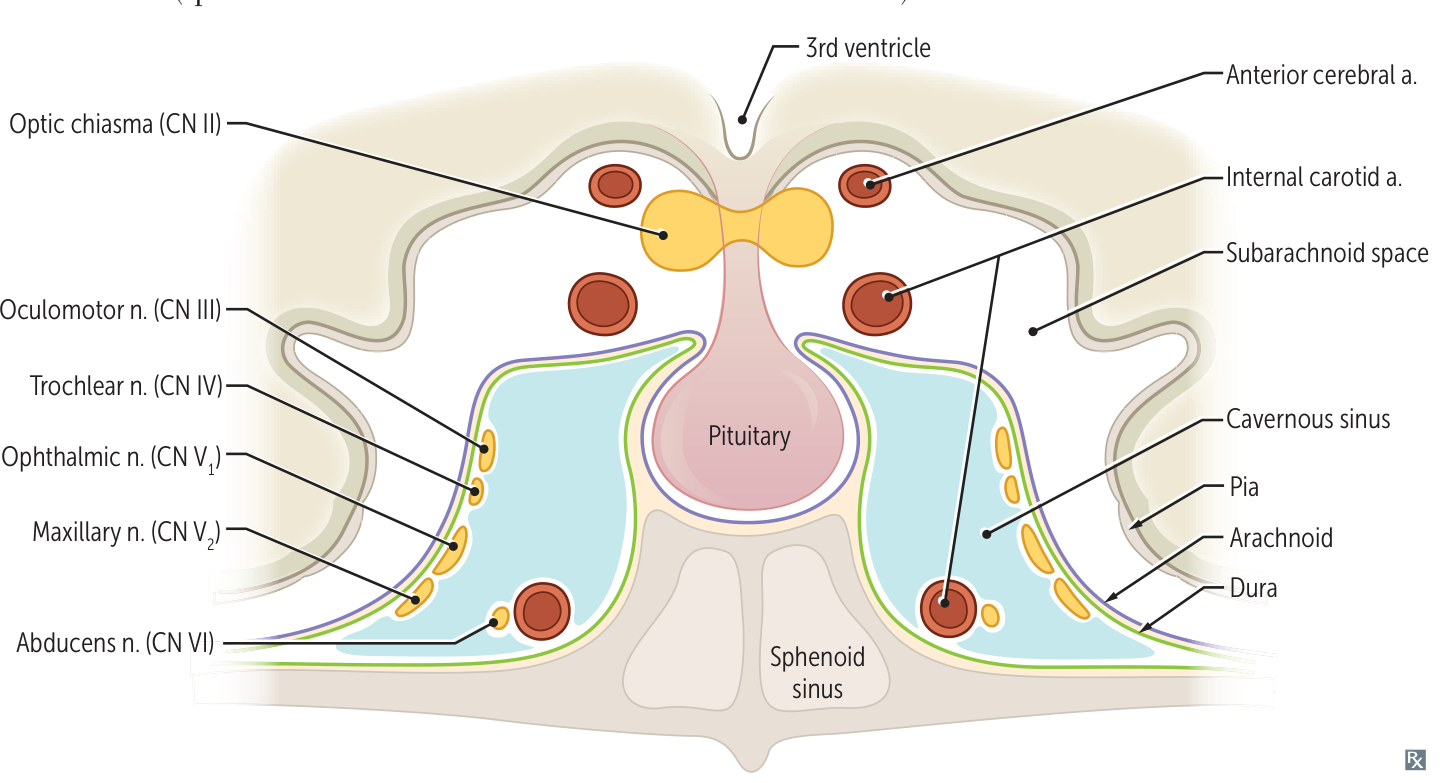 3rd ventricle
Anterior cerebral a.
Optic chiasma (CN II)
Internal carotid a.
Subarachnoid space
Oculomotor n. (CN III)
Trochlear n. (CN IV)
Cavernous sinus
Pituitary
Ophthalmic n. (CN V1)
Pia
Maxillary n. (CN V2)
Arachnoid
Dura
Abducens n. (CN VI)
Sphenoid
sinus
Rx